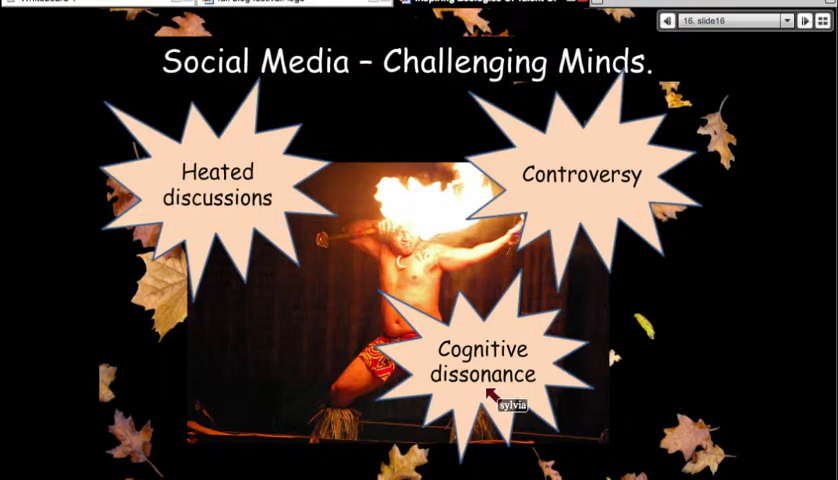 16. slide16
Social Media – Challenging Minds.
Heated
discussions
Controversy
Cognitive
dissonance
sylvia